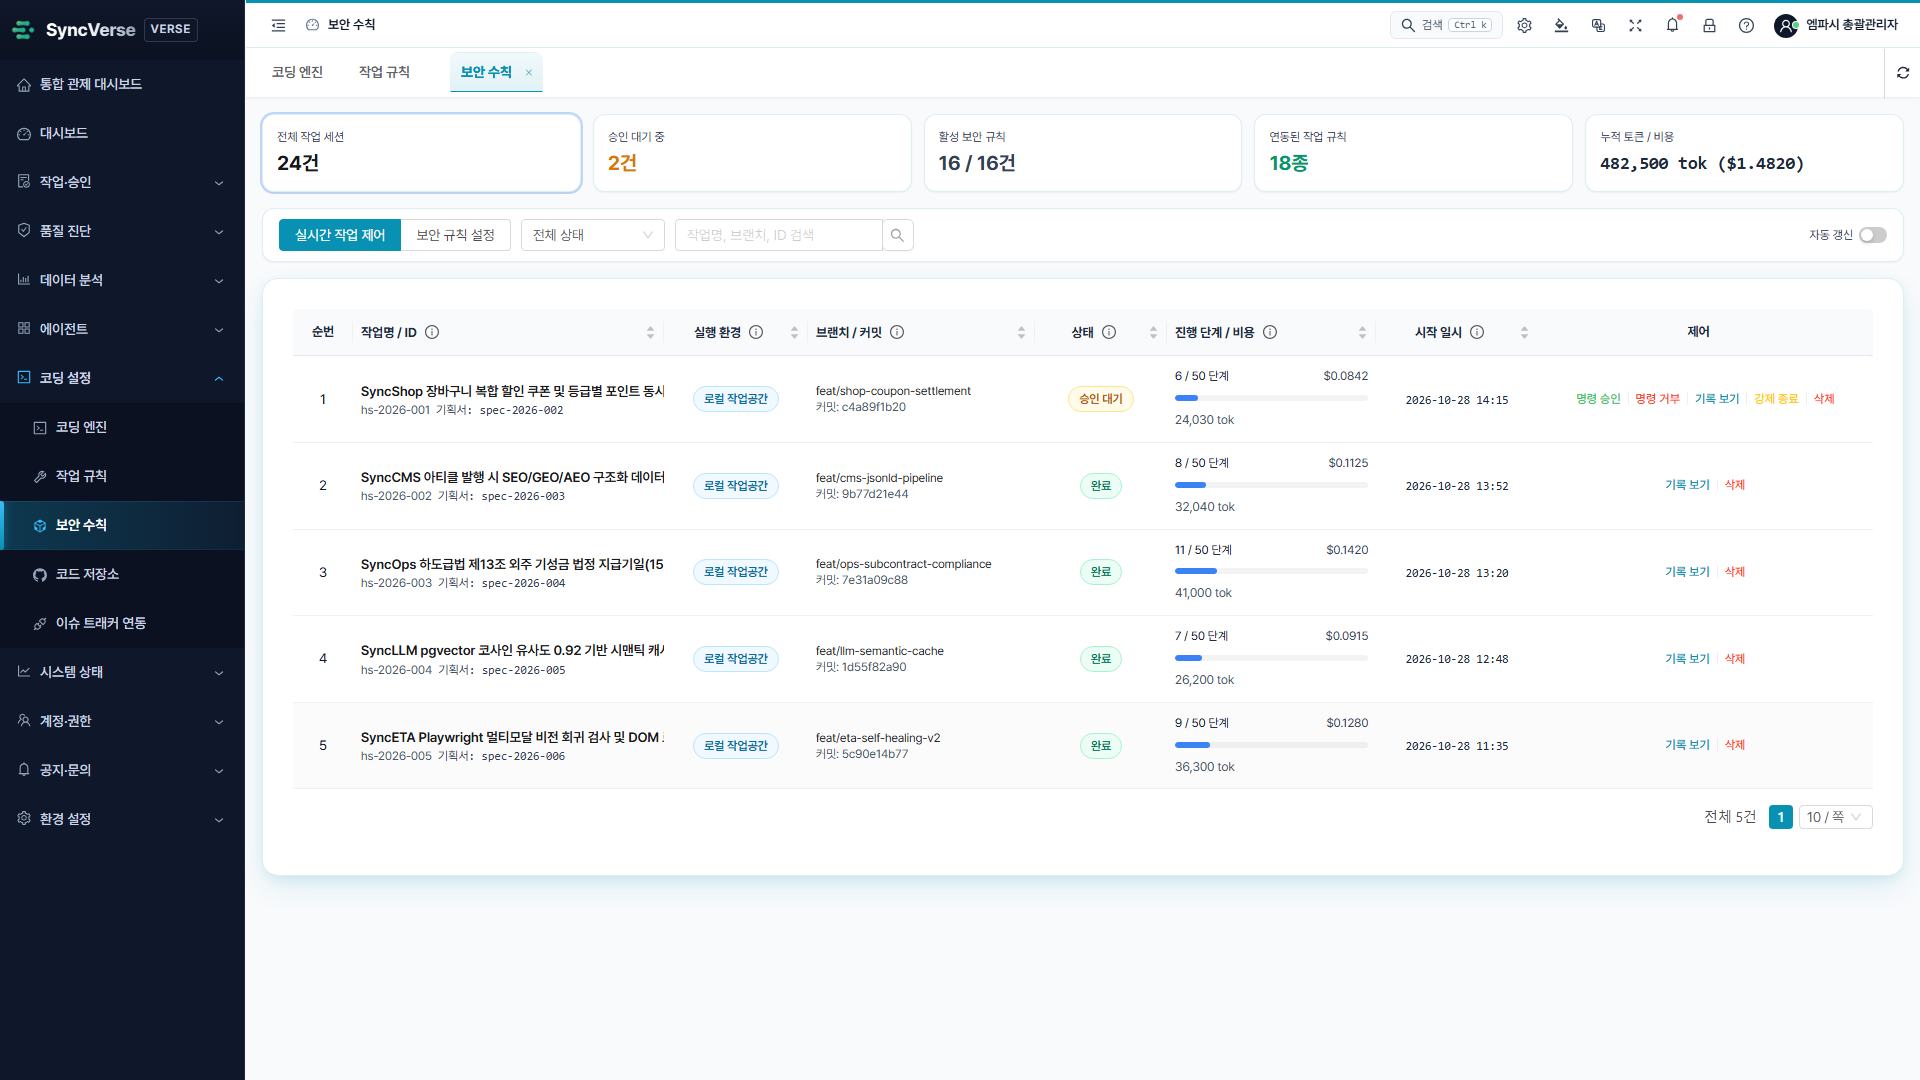 SyncVerse VERSE
보안 수칙
검색 Ctrl k
엠파시 총괄관리자
통합 관제 대시보드
대시보드
작업·승인
품질 진단
데이터 분석
에이전트
코딩 설정
코딩 엔진
작업 규칙
보안 수칙
코드 저장소
이슈 트래커 연동
시스템 상태
계정·권한
공지·문의
환경 설정
코딩 엔진 작업 규칙 보안 수칙 ×
전체 작업 세션
24건
승인 대기 중
2건
활성 보안 규칙
16 / 16건
연동된 작업 규칙
18종
누적 토큰 / 비용
482,500 tok ($1.4820)
실시간 작업 제어 보안 규칙 설정 전체 상태 작업명, 브랜치, ID 검색 자동 갱신
순번 작업명 / ID 실행 환경 브랜치 / 커밋 상태 진행 단계 / 비용 시작 일시 제어
1
SyncShop 장바구니 복합 할인 쿠폰 및 등급별 포인트 동시
hs-2026-001 기획서: spec-2026-002
로컬 작업공간
feat/shop-coupon-settlement
커밋: c4a89f1b20
승인 대기
6 / 50 단계 $0.0842
24,030 tok
2026-10-28 14:15
명령 승인 명령 거부 기록 보기 강제 종료 삭제
2
SyncCMS 아티클 발행 시 SEO/GEO/AEO 구조화 데이터
hs-2026-002 기획서: spec-2026-003
로컬 작업공간
feat/cms-jsonld-pipeline
커밋: 9b77d21e44
완료
8 / 50 단계 $0.1125
32,040 tok
2026-10-28 13:52
기록 보기 삭제
3
SyncOps 하도급법 제13조 외주 기성금 법정 지급기일(15
hs-2026-003 기획서: spec-2026-004
로컬 작업공간
feat/ops-subcontract-compliance
커밋: 7e31a09c88
완료
11 / 50 단계 $0.1420
41,000 tok
2026-10-28 13:20
기록 보기 삭제
4
SyncLLM pgvector 코사인 유사도 0.92 기반 시맨틱 캐시
hs-2026-004 기획서: spec-2026-005
로컬 작업공간
feat/llm-semantic-cache
커밋: 1d55f82a90
완료
7 / 50 단계 $0.0915
26,200 tok
2026-10-28 12:48
기록 보기 삭제
5
SyncETA Playwright 멀티모달 비전 회귀 검사 및 DOM
hs-2026-005 기획서: spec-2026-006
로컬 작업공간
feat/eta-self-healing-v2
커밋: 5c90e14b77
완료
9 / 50 단계 $0.1280
36,300 tok
2026-10-28 11:35
기록 보기 삭제
전체 5건 1 10 / 쪽